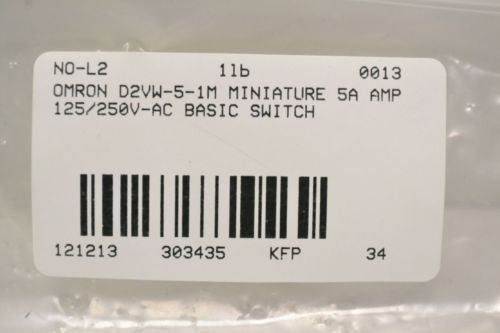 NO-L2 1lb 0013
OMRON D2VW-5-1M MINIATURE 5A AMP
125/250V-AC BASIC SWITCH
121213 303435 KFP 34